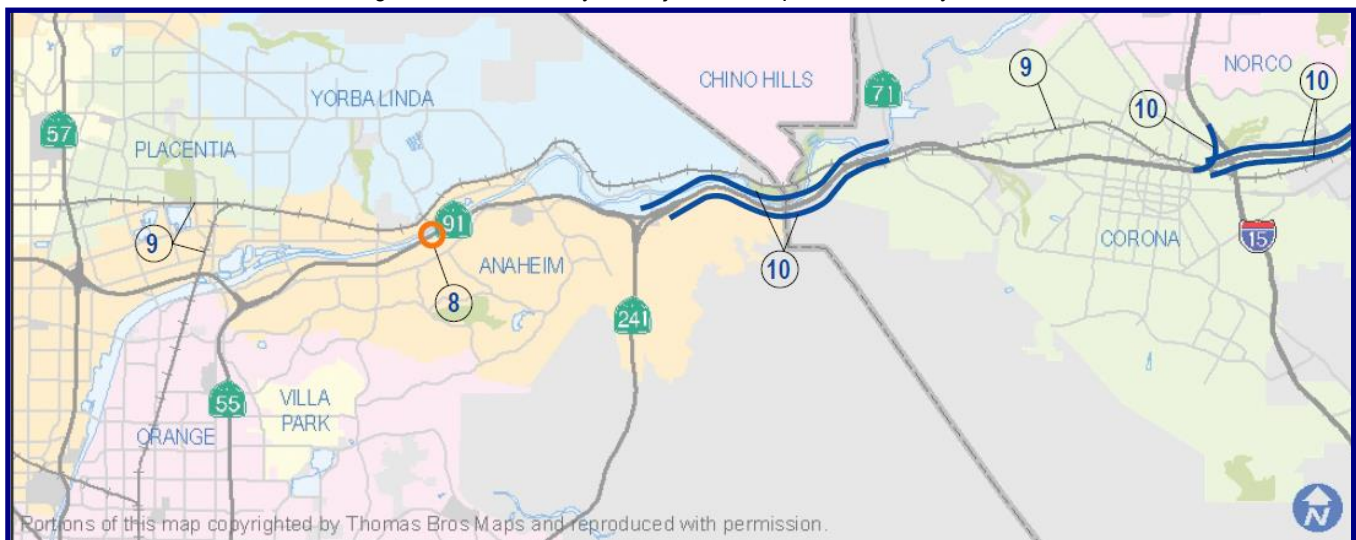 9
NORCO
CHINO HILLS
10
71
10
YORBA LINDA
57
PLACENTIA
91
9
ANAHEIM
CORONA
15
10
8
241
VILLA
PARK
55
ORANGE
Portions of this map copyrighted by Thomas Bros Maps and reproduced with permission.
N